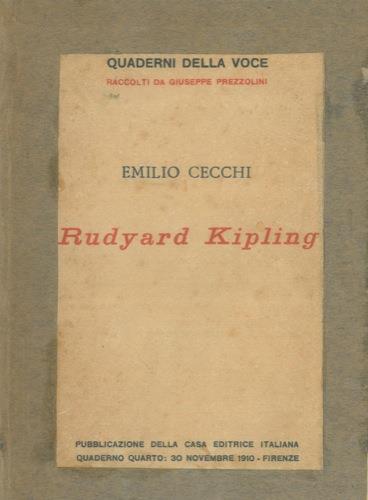 QUADERNI DELLA VOCE
RACCOLTI DA GIUSEPPE PREZZOLINI
EMILIO CECCHI
Rudyard Kipling
PUBBLICAZIONE DELLA CASA EDITRICE ITALIANA
QUADERNO QUARTO: 30 NOVEMBRE 1910 - FIRENZE